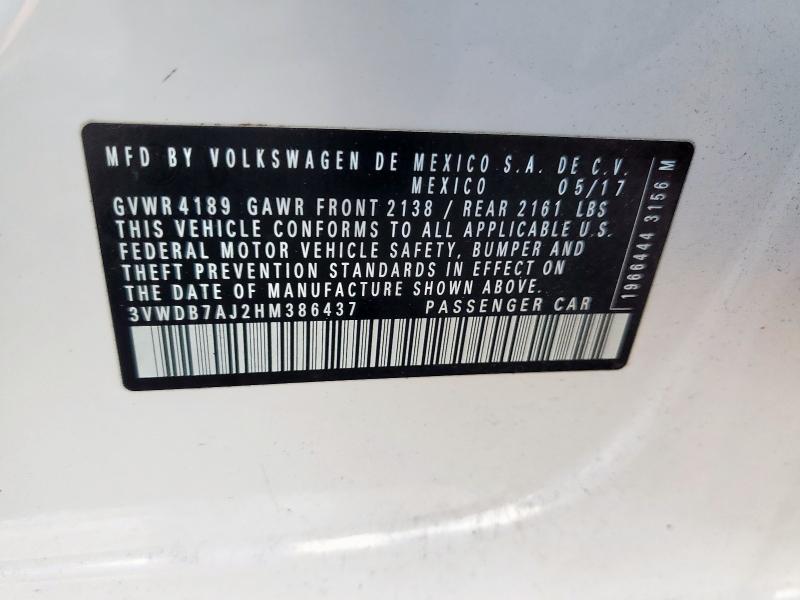 MFD BY VOLKSWAGEN DE MEXICO S.A. DE C.V.
MEXICO 05/17
GVWR 4189 GAWR FRONT 2138 / REAR 2161 LBS
THIS VEHICLE CONFORMS TO ALL APPLICABLE U.S.
FEDERAL MOTOR VEHICLE SAFETY, BUMPER AND
THEFT PREVENTION STANDARDS IN EFFECT ON
THE DATE OF MANUFACTURE SHOWN ABOVE.
3VWDB7AJ2HM386437 PASSENGER CAR
1966444 3156 M